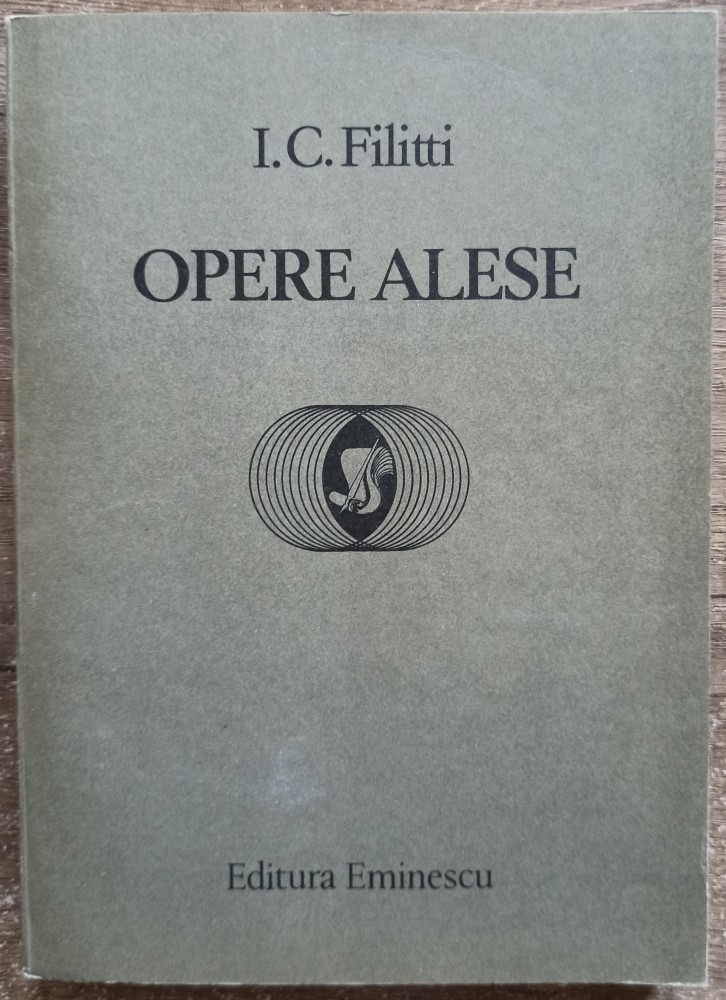 I. C. Filitti
OPERE ALESE
Editura Eminescu